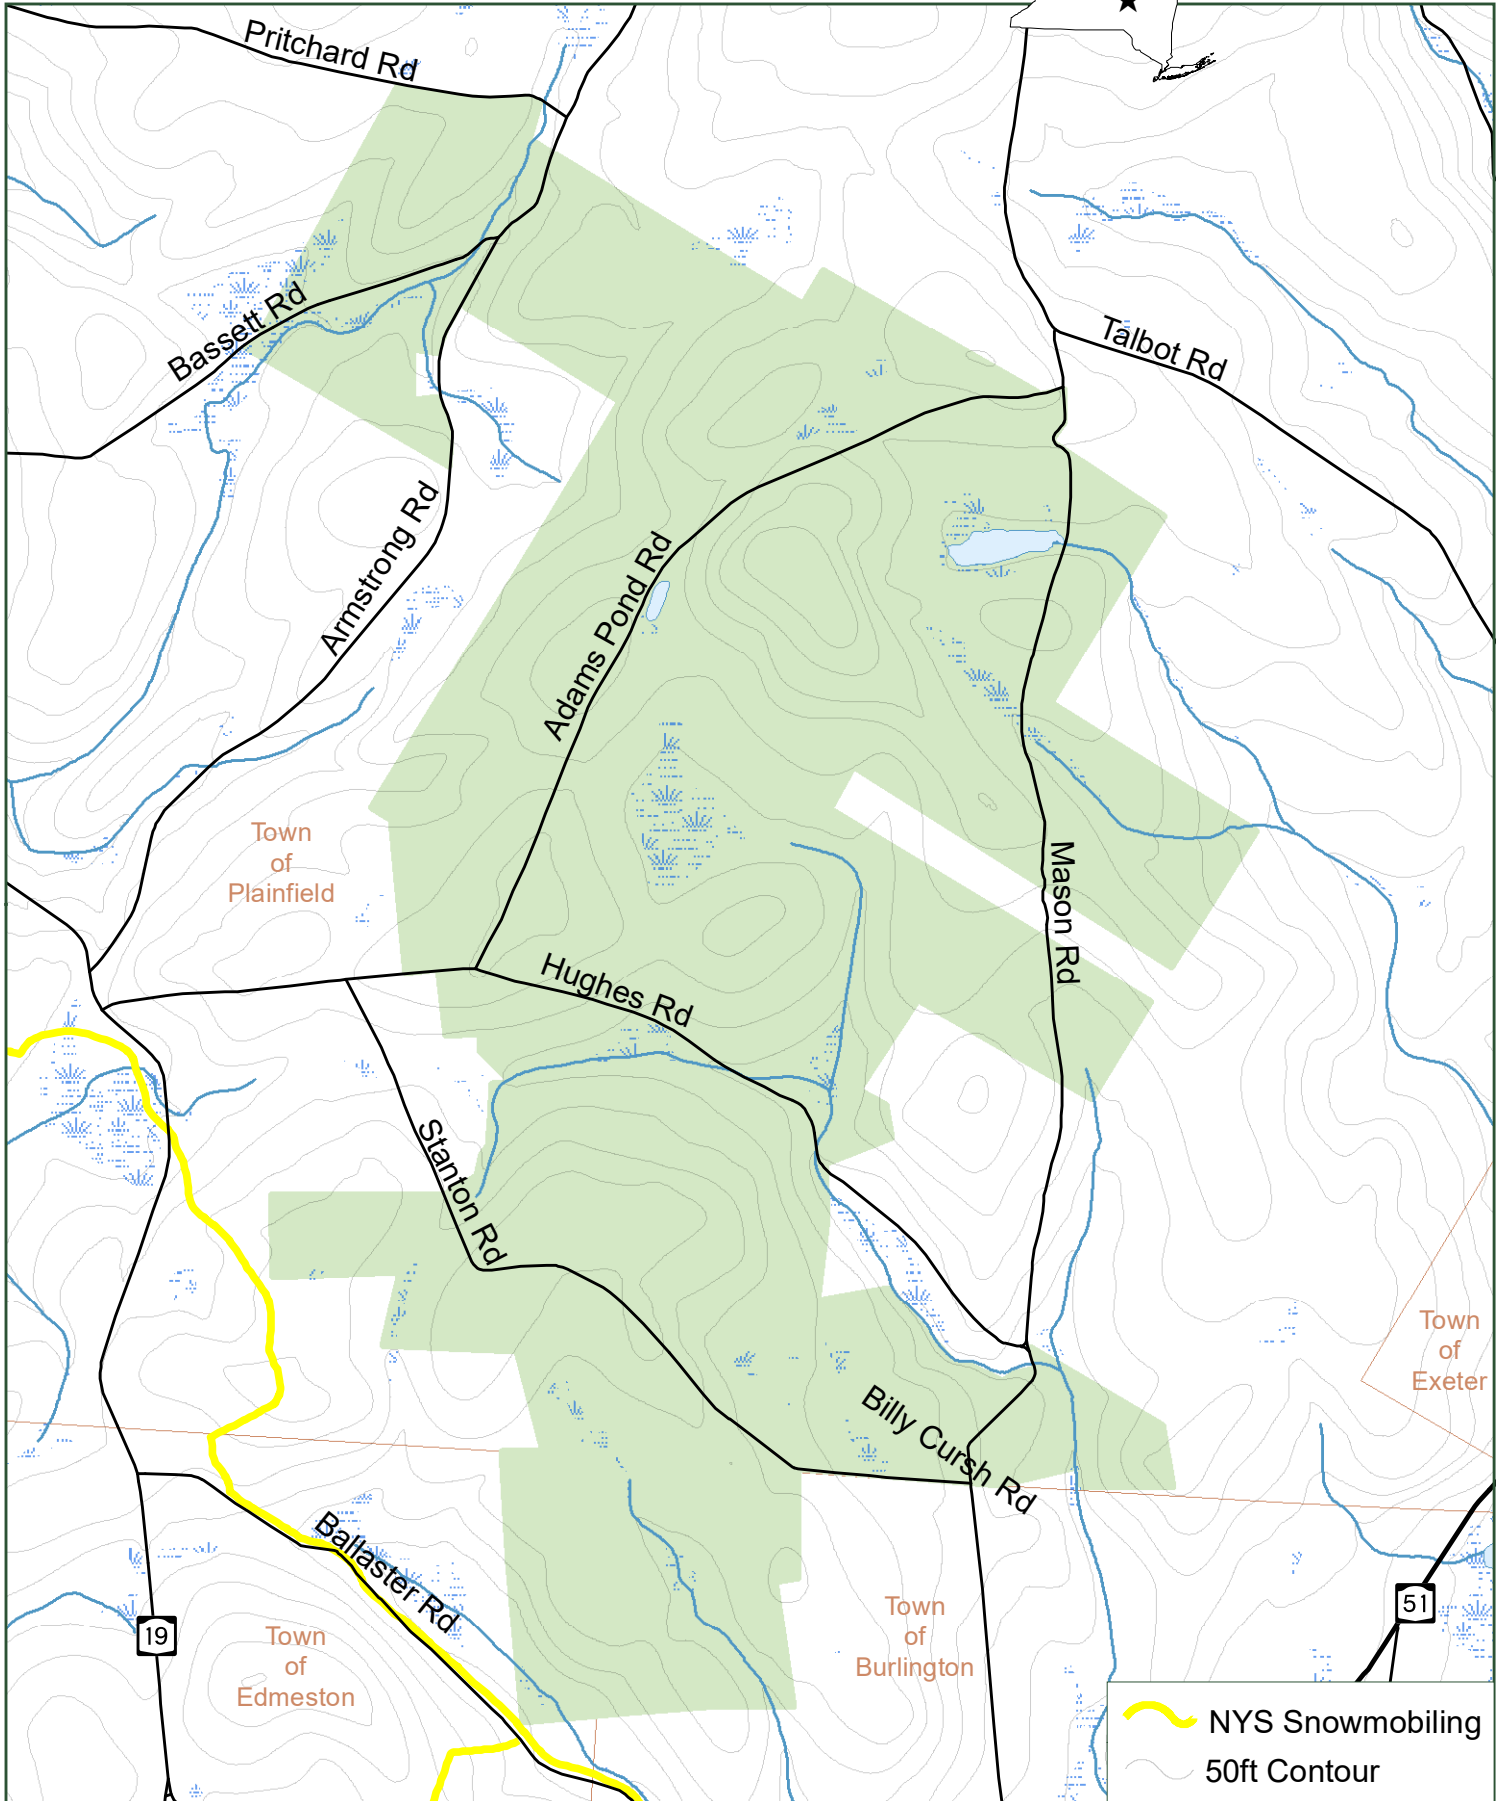 Pritchard Rd
Bassett Rd
Talbot Rd
Armstrong Rd
Adams Pond Rd
Town
of
Plainfield
Mason Rd
Hughes Rd
Stanton Rd
Town
of
Exeter
Billy Cursh Rd
Ballaster Rd
19
Town
of
Edmeston
Town
of
Burlington
51
NYS Snowmobiling
50ft Contour